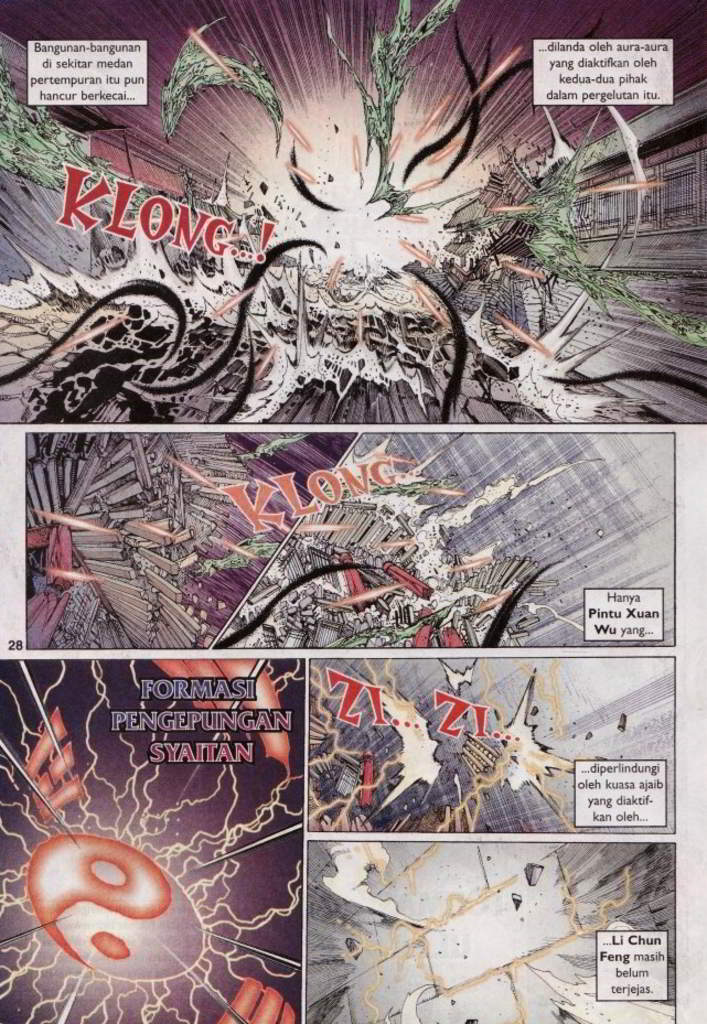 Bangunan-bangunan
di sekitar medan
pertempuran itu pun
hancur berkecai...
...dilanda oleh aura-aura
yang diaktifkan oleh
kedua-dua pihak
dalam pergelutan itu.
KLONG...!
KLONG...
Hanya
Pintu Xuan
Wu yang...
28
FORMASI
PENGEPUNGAN
SYAITAN
ZI... ZI...
...diperlindungi
oleh kuasa ajaib
yang diaktif-
kan oleh...
...Li Chun
Feng masih
belum
terjejas.